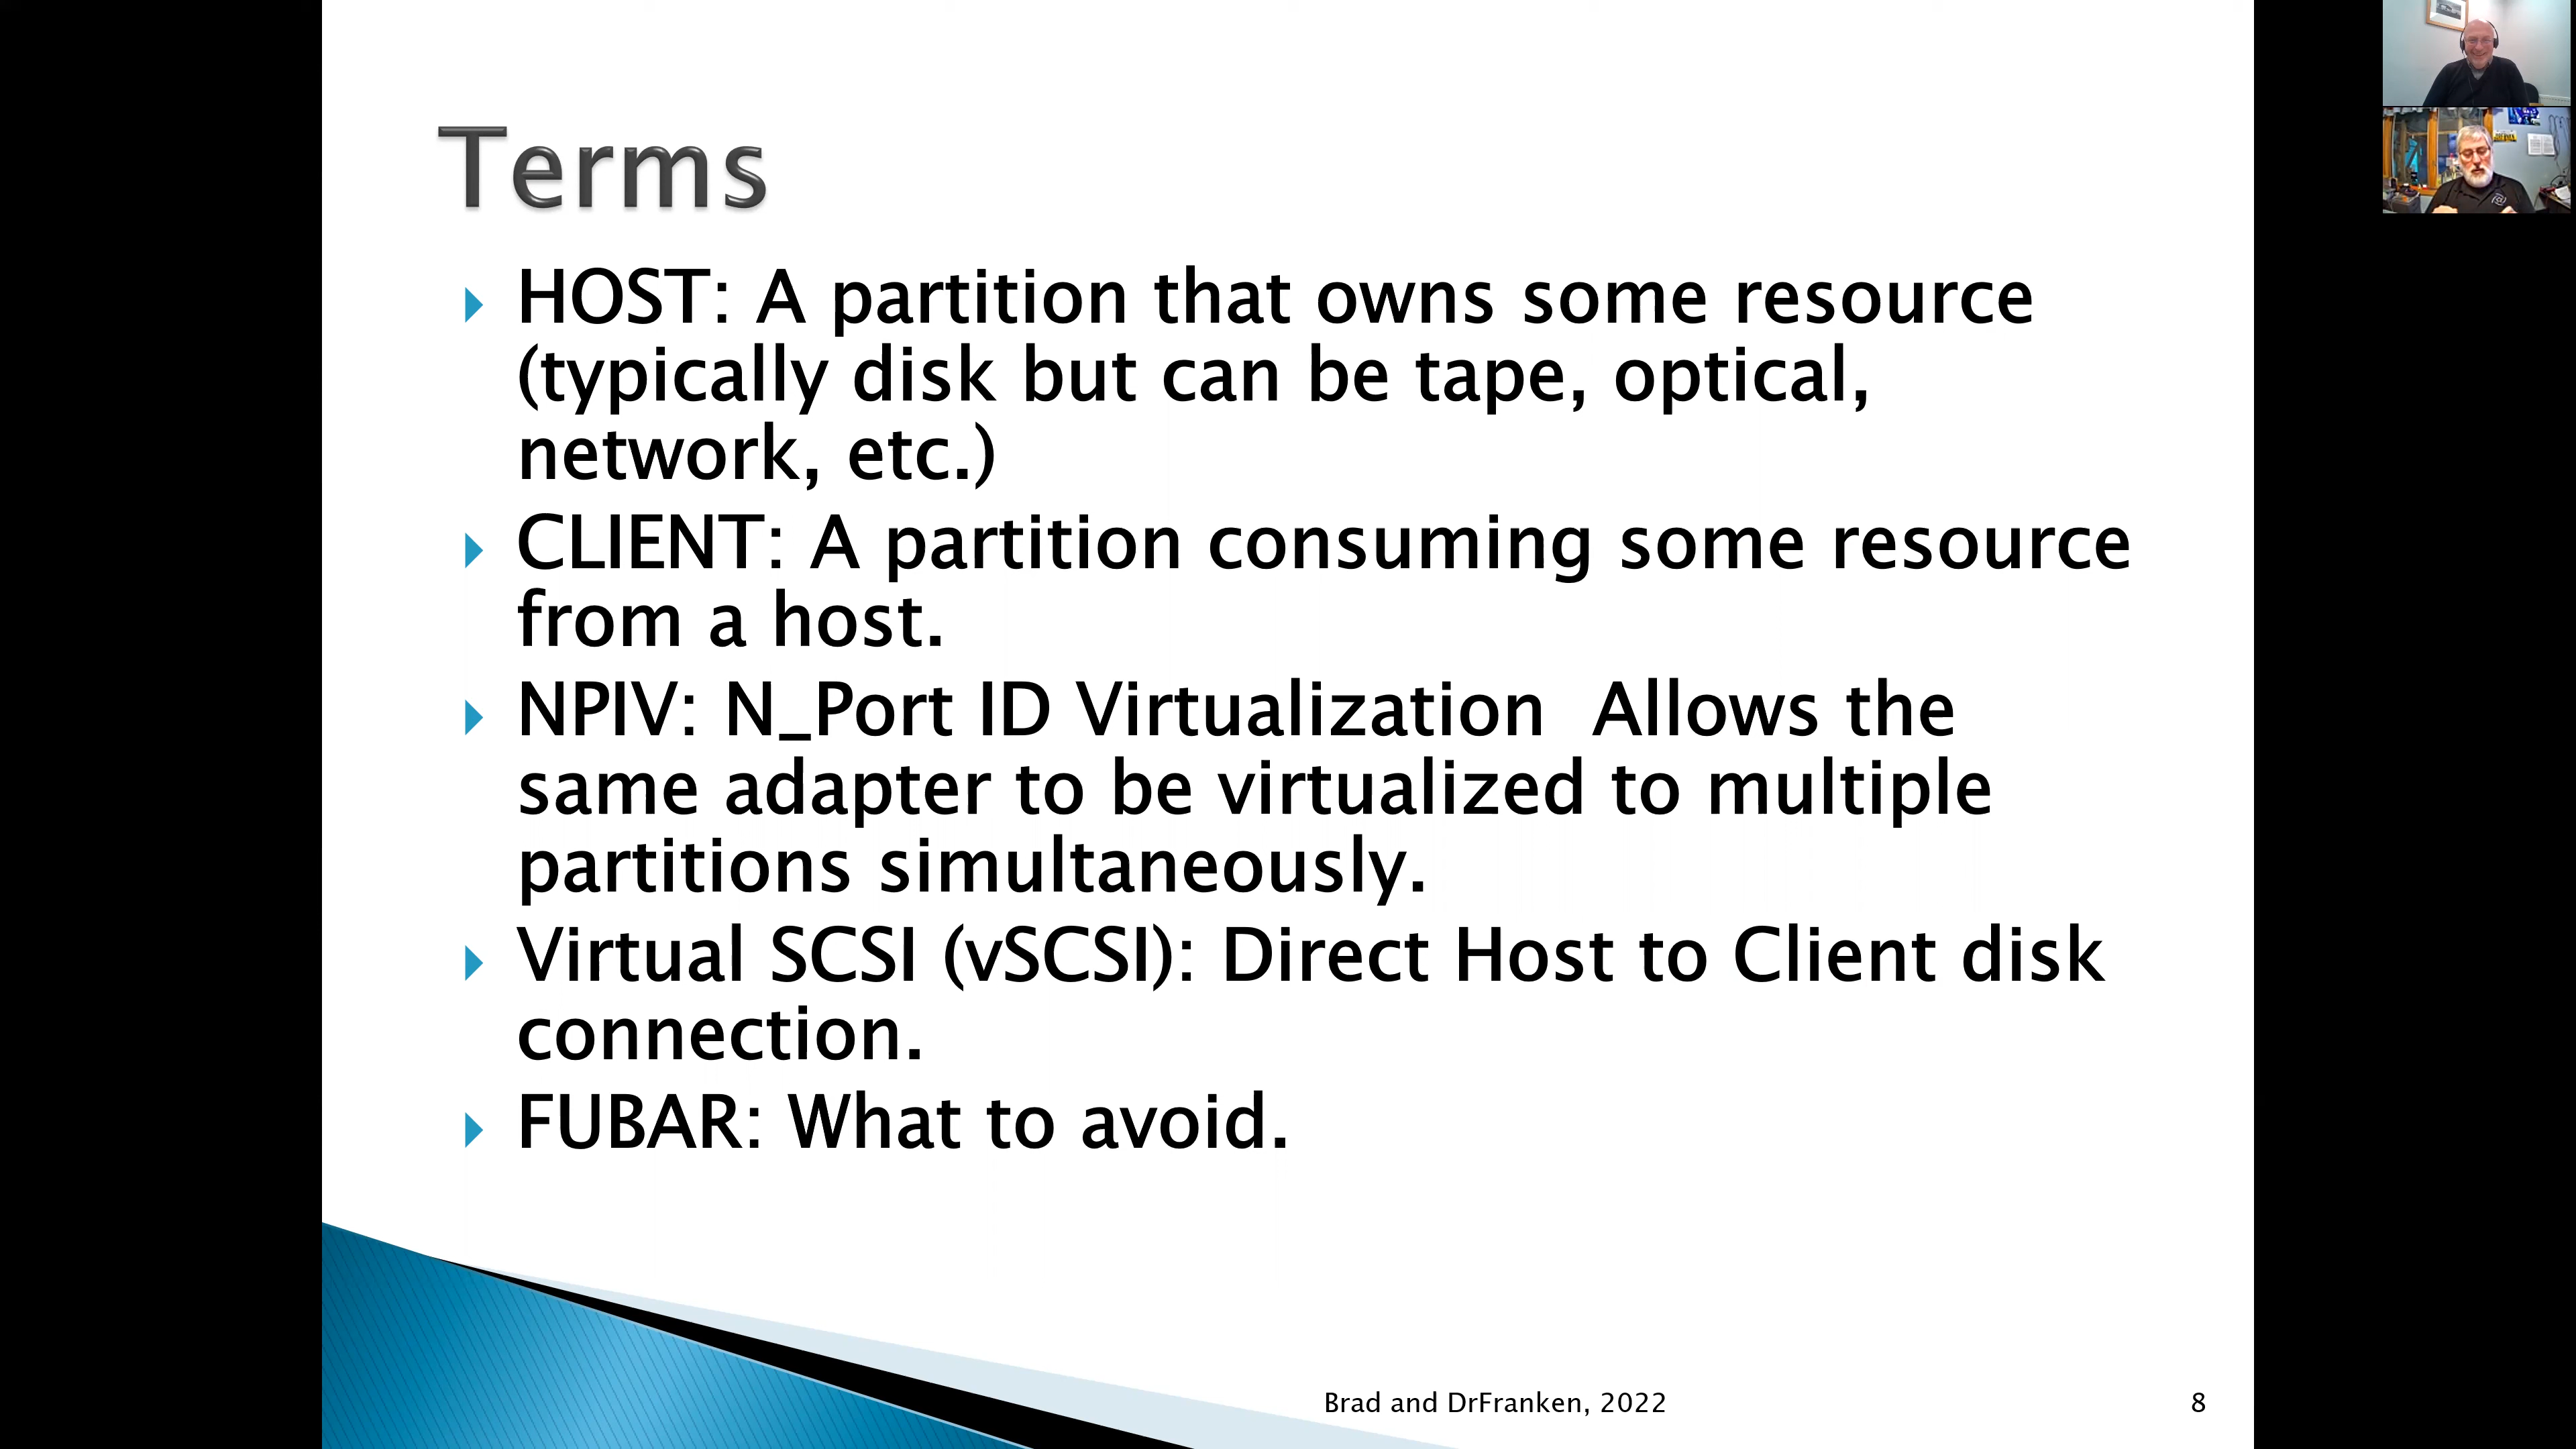 Terms
HOST: A partition that owns some resource
(typically disk but can be tape, optical,
network, etc.)
CLIENT: A partition consuming some resource
from a host.
NPIV: N_Port ID Virtualization  Allows the
same adapter to be virtualized to multiple
partitions simultaneously.
Virtual SCSI (vSCSI): Direct Host to Client disk
connection.
FUBAR: What to avoid.
Brad and DrFranken, 2022
8